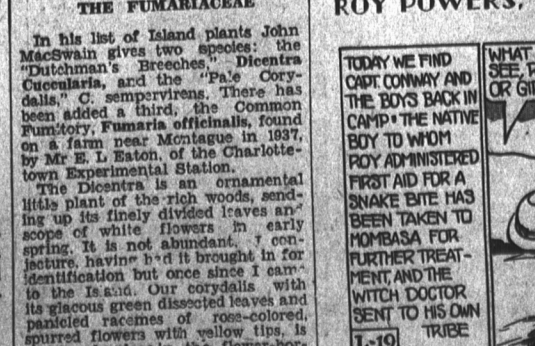 THE FUMARIACEAE
In his list of Island plants John
MacSwain gives two species: the
"Dutchman's Breeches," Dicentra
Cuccularia, and the "Pale Cory-
dalis," C. sempervirens. There has
been added a third, the Common
Fumitory, Fumaria officinalis, found
on a farm near Montague in 1937,
by Mr E. L. Eaton, of the Charlotte-
town Experimental Station.
The Dicentra is an ornamental
little plant of the rich woods, send-
ing up its finely divided leaves an
scope of white flowers in early
spring. It is not abundant. I con-
jecture, having had it brought in for
identification but once since I cam
to the Island. Our corydalis with
its glacous green dissected leaves and
panicled racemes of rose-colored,
spurred flowers with yellow tips, is
ROY POWERS,
TODAY WE FIND
CAPT. CONWAY AND
THE BOYS BACK IN
CAMP • THE NATIVE
BOY TO WHOM
ROY ADMINISTERED
FIRST AID FOR A
SNAKE BITE HAS
BEEN TAKEN TO
MOMBASA FOR
FURTHER TREAT-
MENT, AND THE
WITCH DOCTOR
SENT TO HIS OWN
TRIBE
1-19
WHAT
SEE, T
OR GI